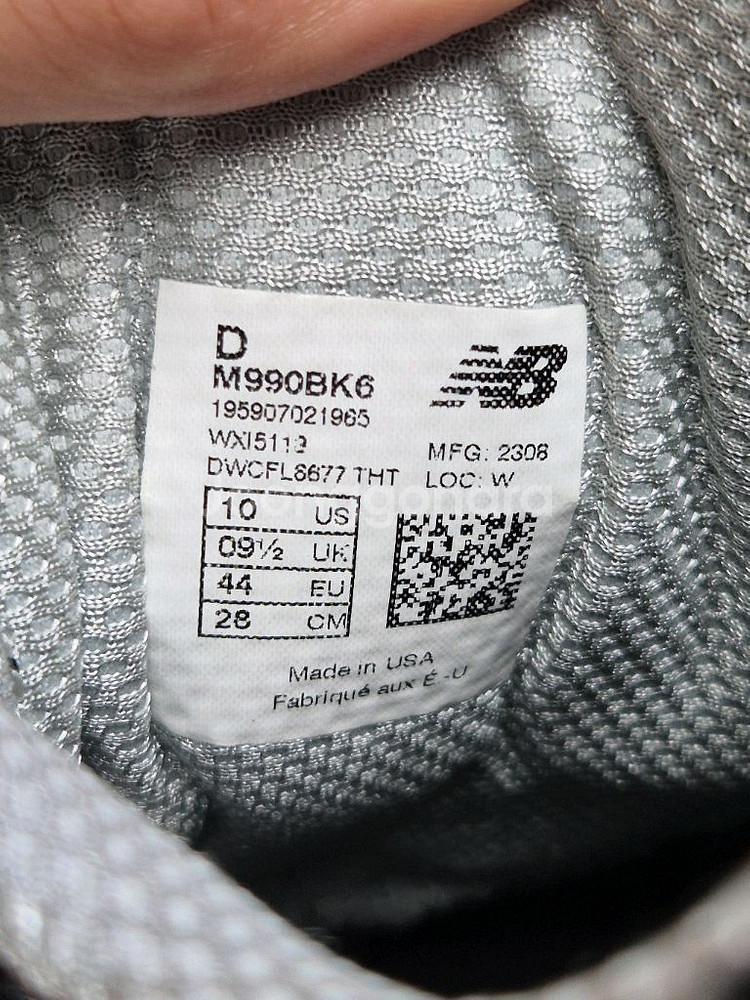 D
M990BK6
195907021965
MFG: 2308
DWCFL8677 THT
LOC: W
10 US
09½ UK
44 EU
28 CM
Made in USA
Fabriqué aux É-U